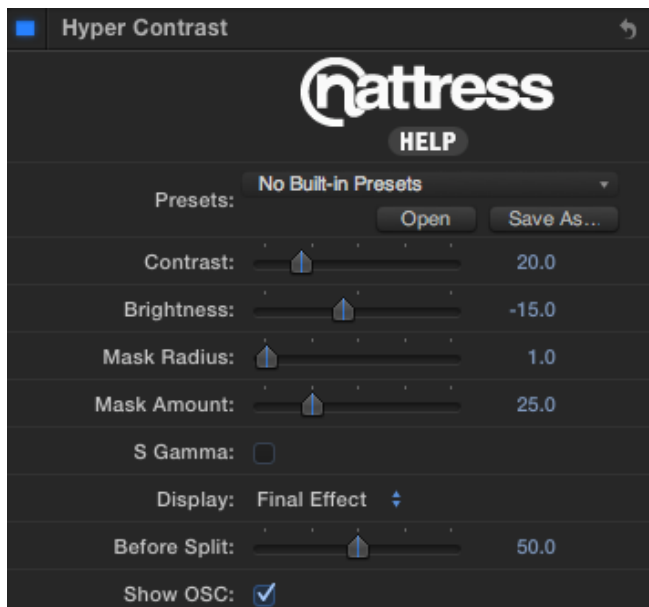 Hyper Contrast
nattress
HELP
Presets: No Built-in Presets
Open Save As...
Contrast: 20.0
Brightness: -15.0
Mask Radius: 1.0
Mask Amount: 25.0
S Gamma:
Display: Final Effect
Before Split: 50.0
Show OSC: